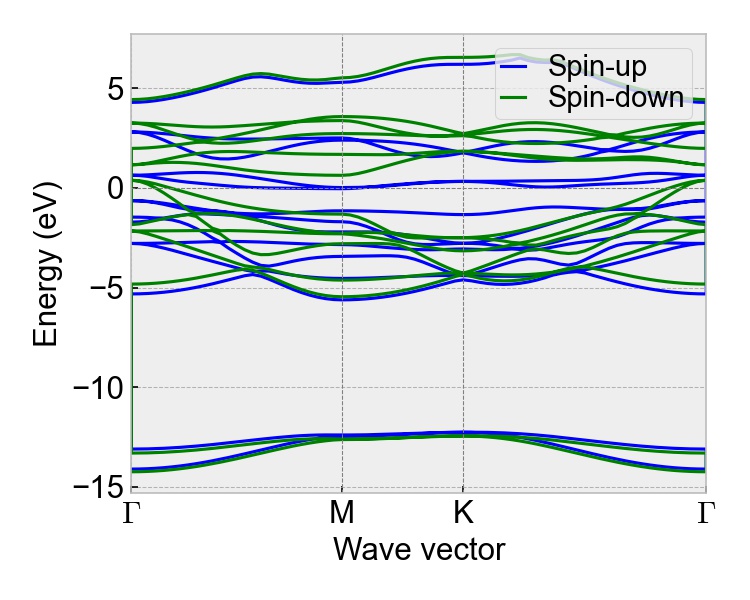 Spin-up
Spin-down
5
0
−5
−10
−15
Energy (eV)
Γ M K Γ
Wave vector